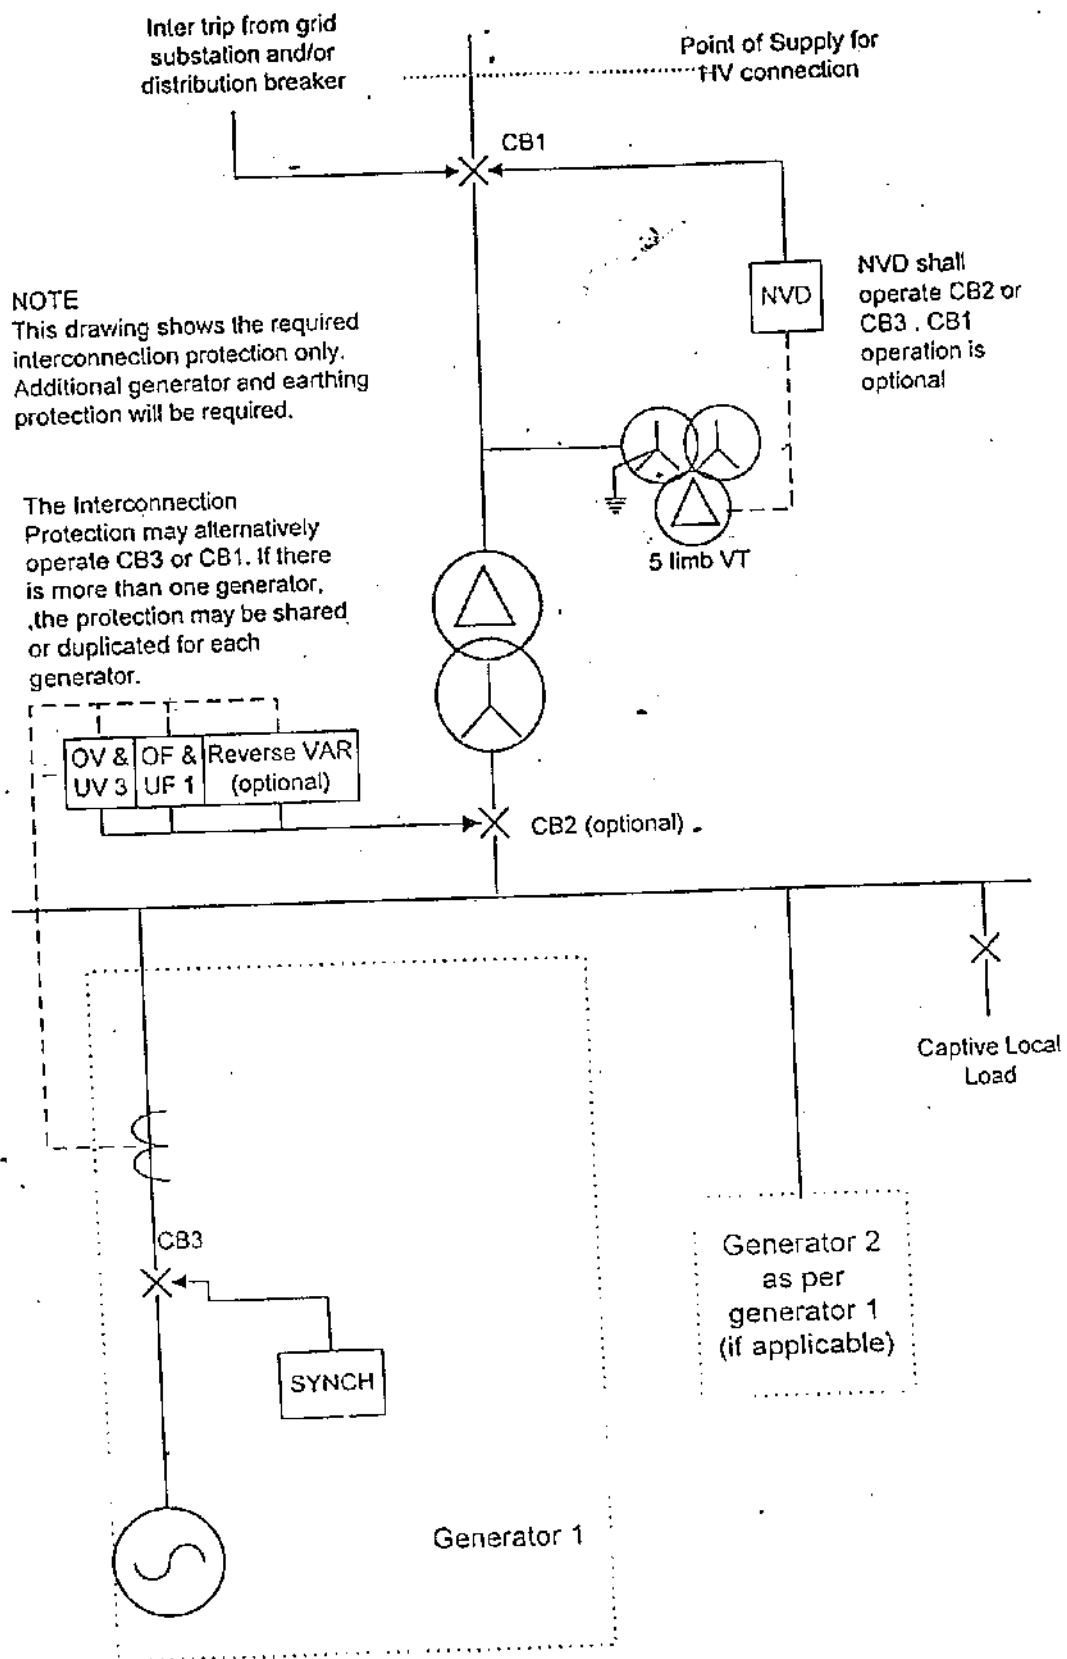 Inter trip from grid
substation and/or
distribution breaker
Point of Supply for
HV connection
CB1
NVD
NVD shall
operate CB2 or
CB3 . CB1
operation is
optional
NOTE
This drawing shows the required
interconnection protection only.
Additional generator and earthing
protection will be required.
5 limb VT
The Interconnection
Protection may alternatively
operate CB3 or CB1. If there
is more than one generator,
the protection may be shared
or duplicated for each
generator.
OV &
UV 3
OF &
UF 1
Reverse VAR
(optional)
CB2 (optional)
Captive Local
Load
CB3
SYNCH
Generator 1
Generator 2
as per
generator 1
(if applicable)